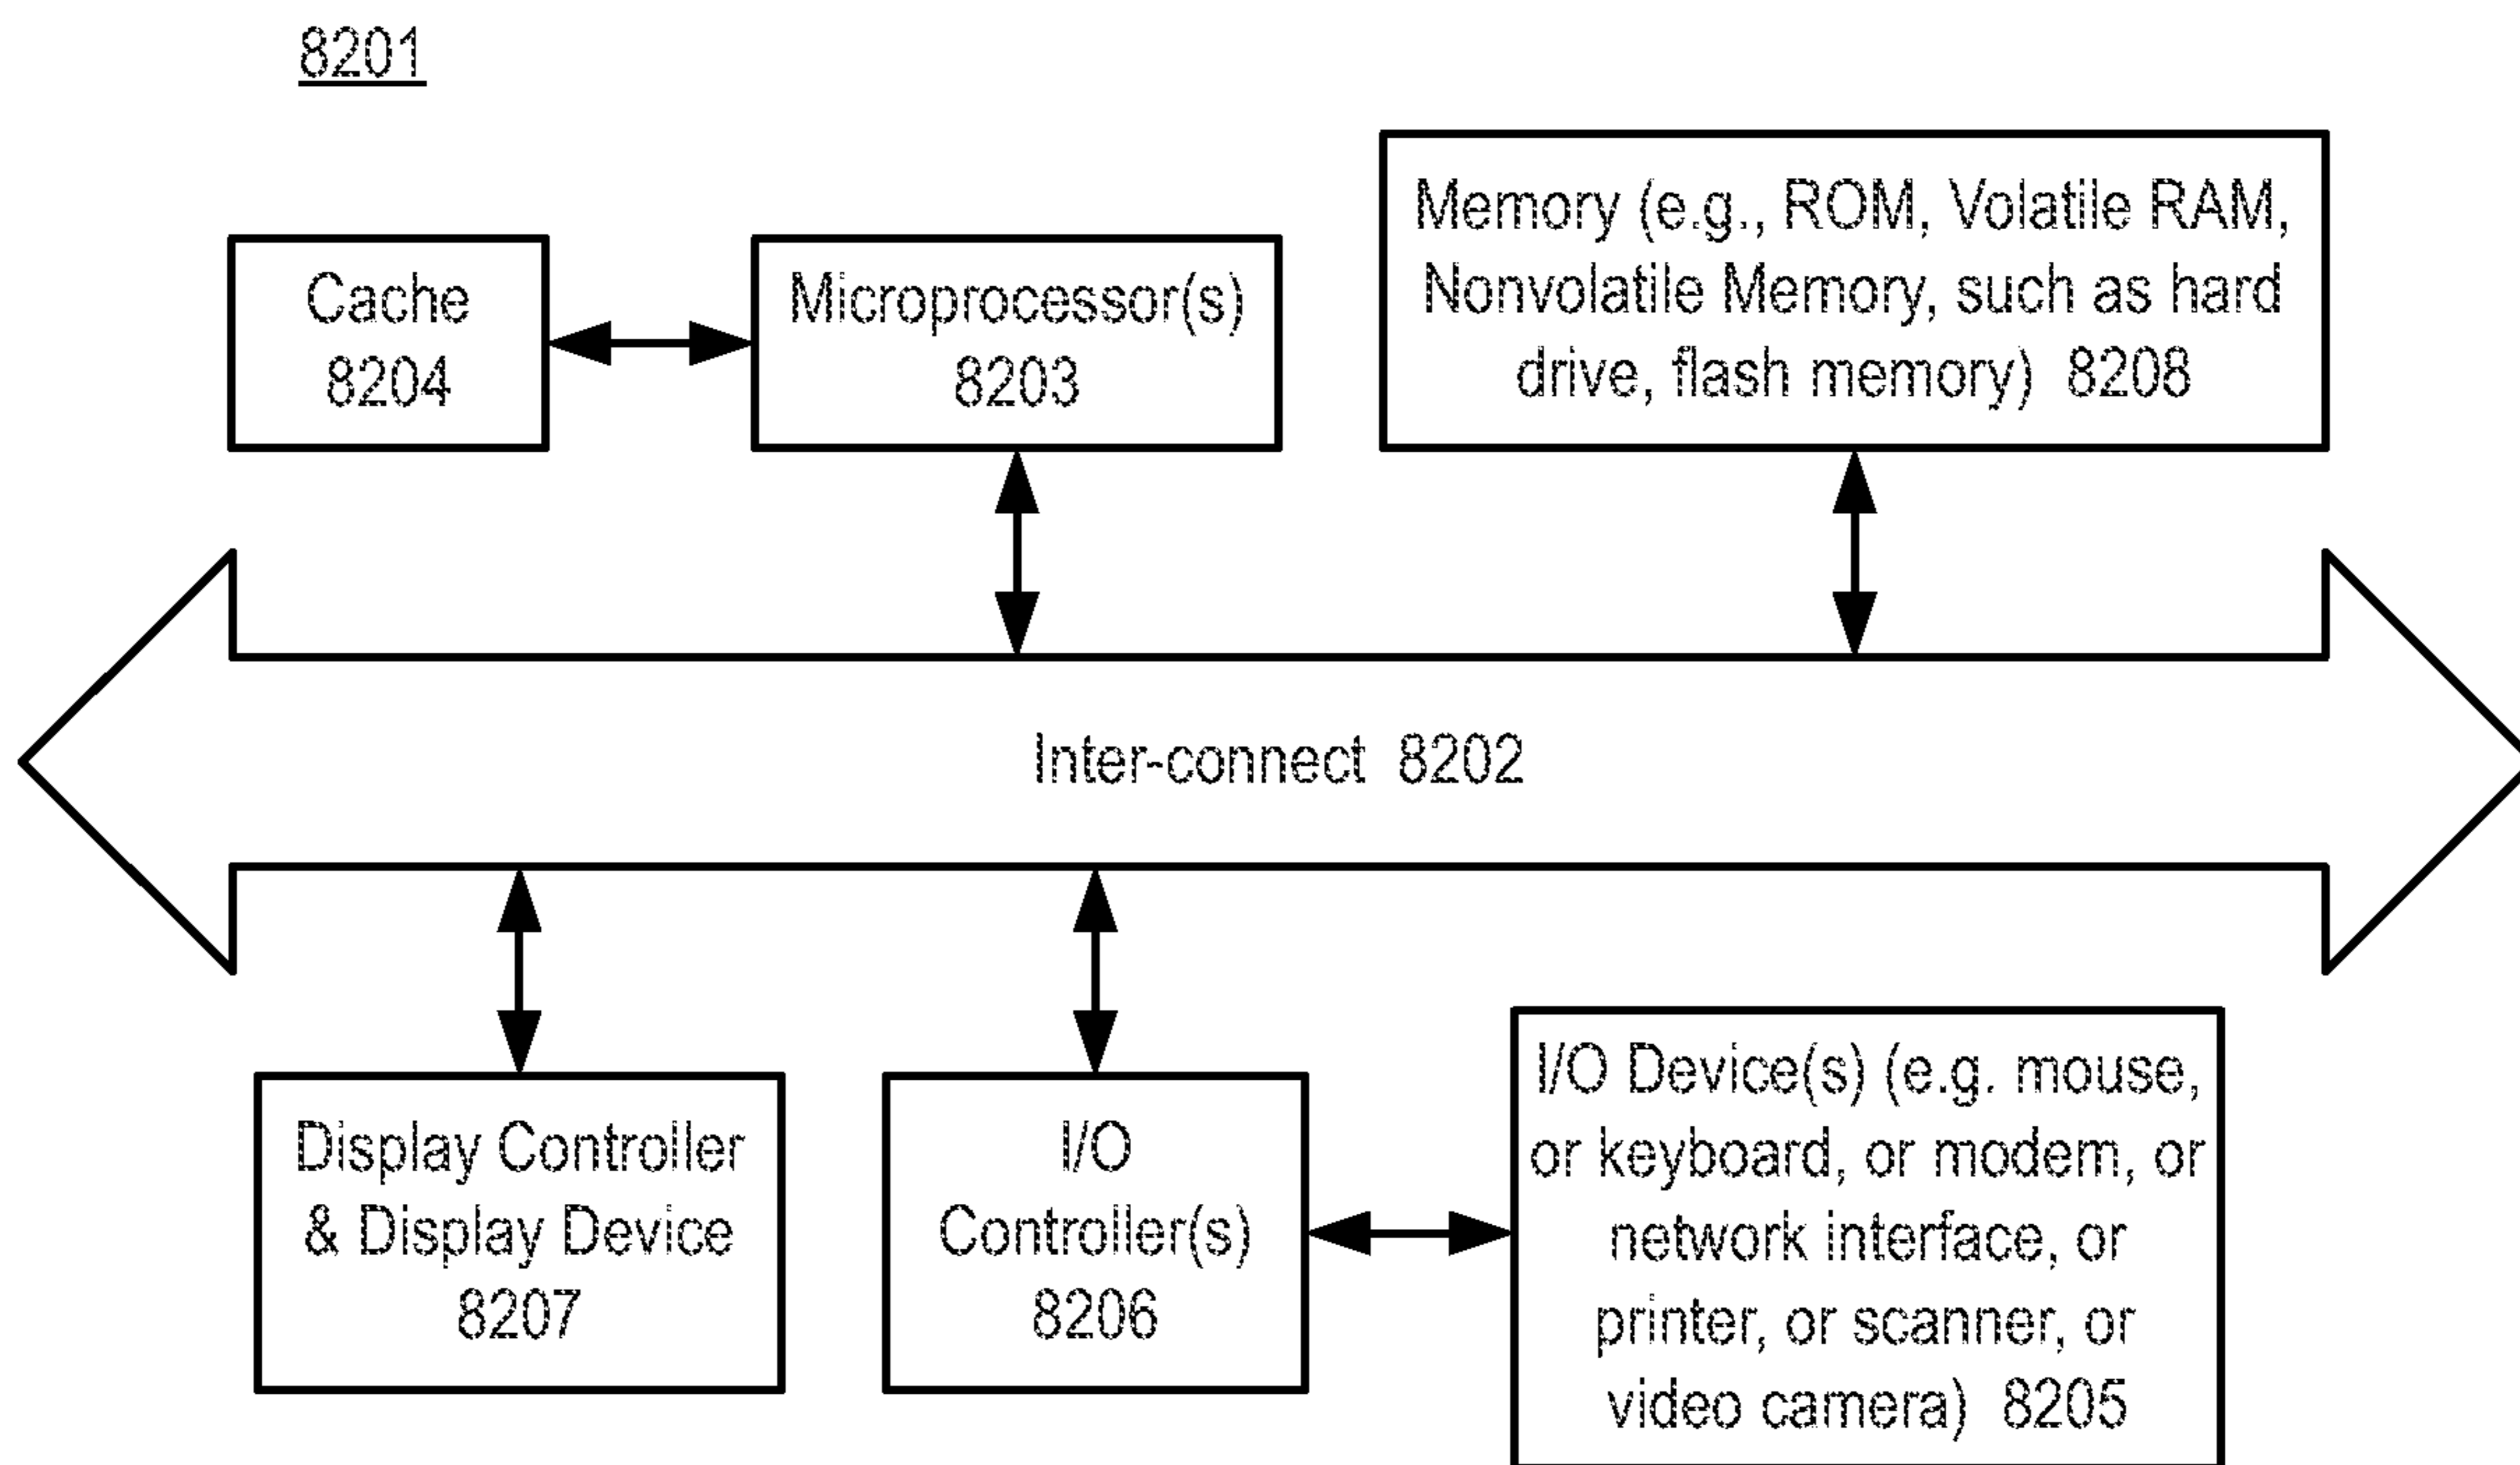 8201
Cache
8204
Microprocessor(s)
8203
Memory (e.g., ROM, Volatile RAM,
Nonvolatile Memory, such as hard
drive, flash memory) 8208
Inter-connect 8202
Display Controller
& Display Device
8207
I/O
Controller(s)
8206
I/O Device(s) (e.g. mouse,
or keyboard, or modem, or
network interface, or
printer, or scanner, or
video camera) 8205